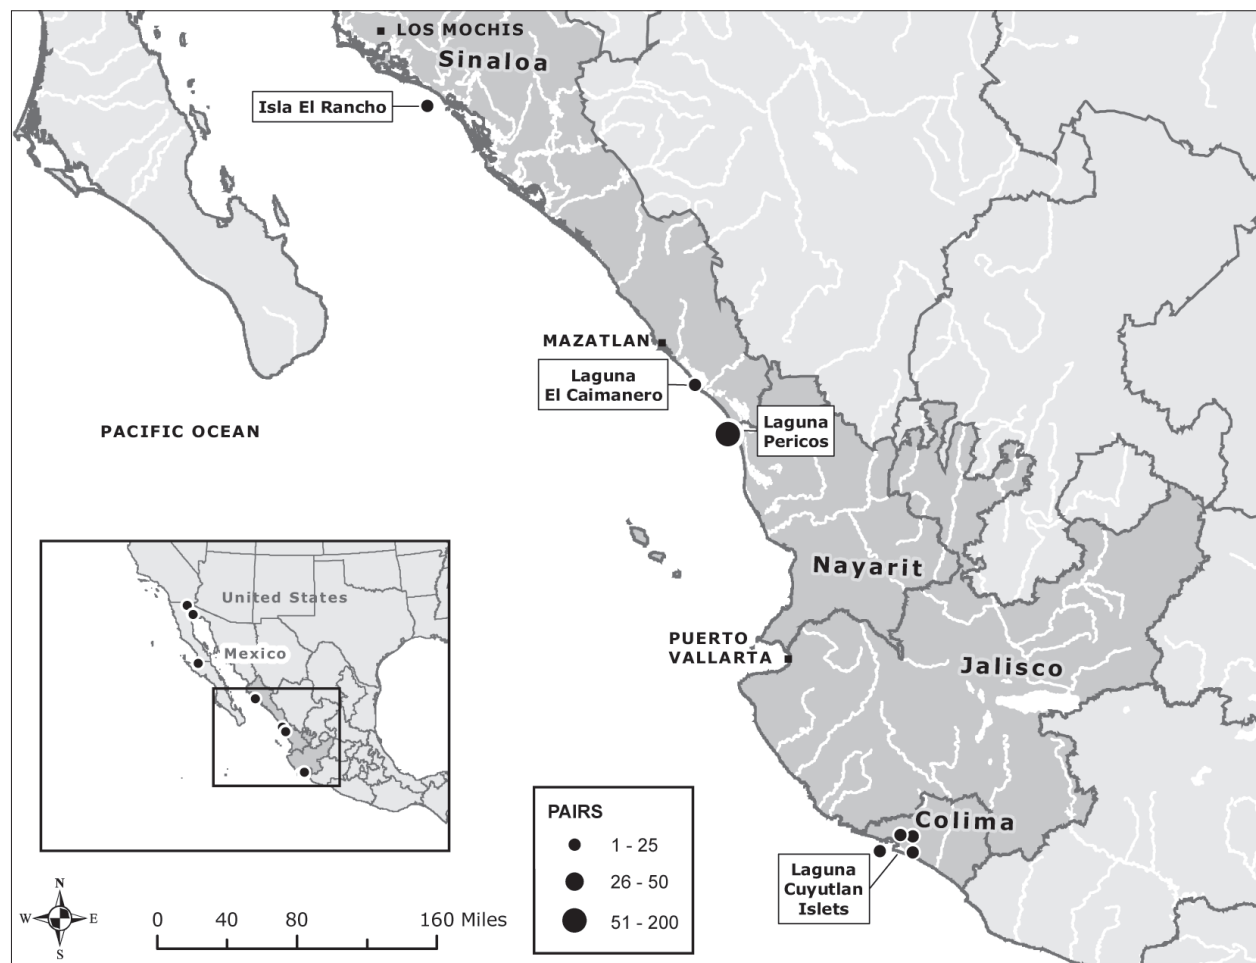 LOS MOCHIS
Sinaloa
Isla El Rancho
MAZATLAN
Laguna
El Caimanero
Laguna
Pericos
PACIFIC OCEAN
Nayarit
United States
Mexico
PUERTO
VALLARTA
Jalisco
Colima
Laguna
Cuyutlan
Islets
PAIRS
1 - 25
26 - 50
51 - 200
N
W E
S
0 40 80 160 Miles